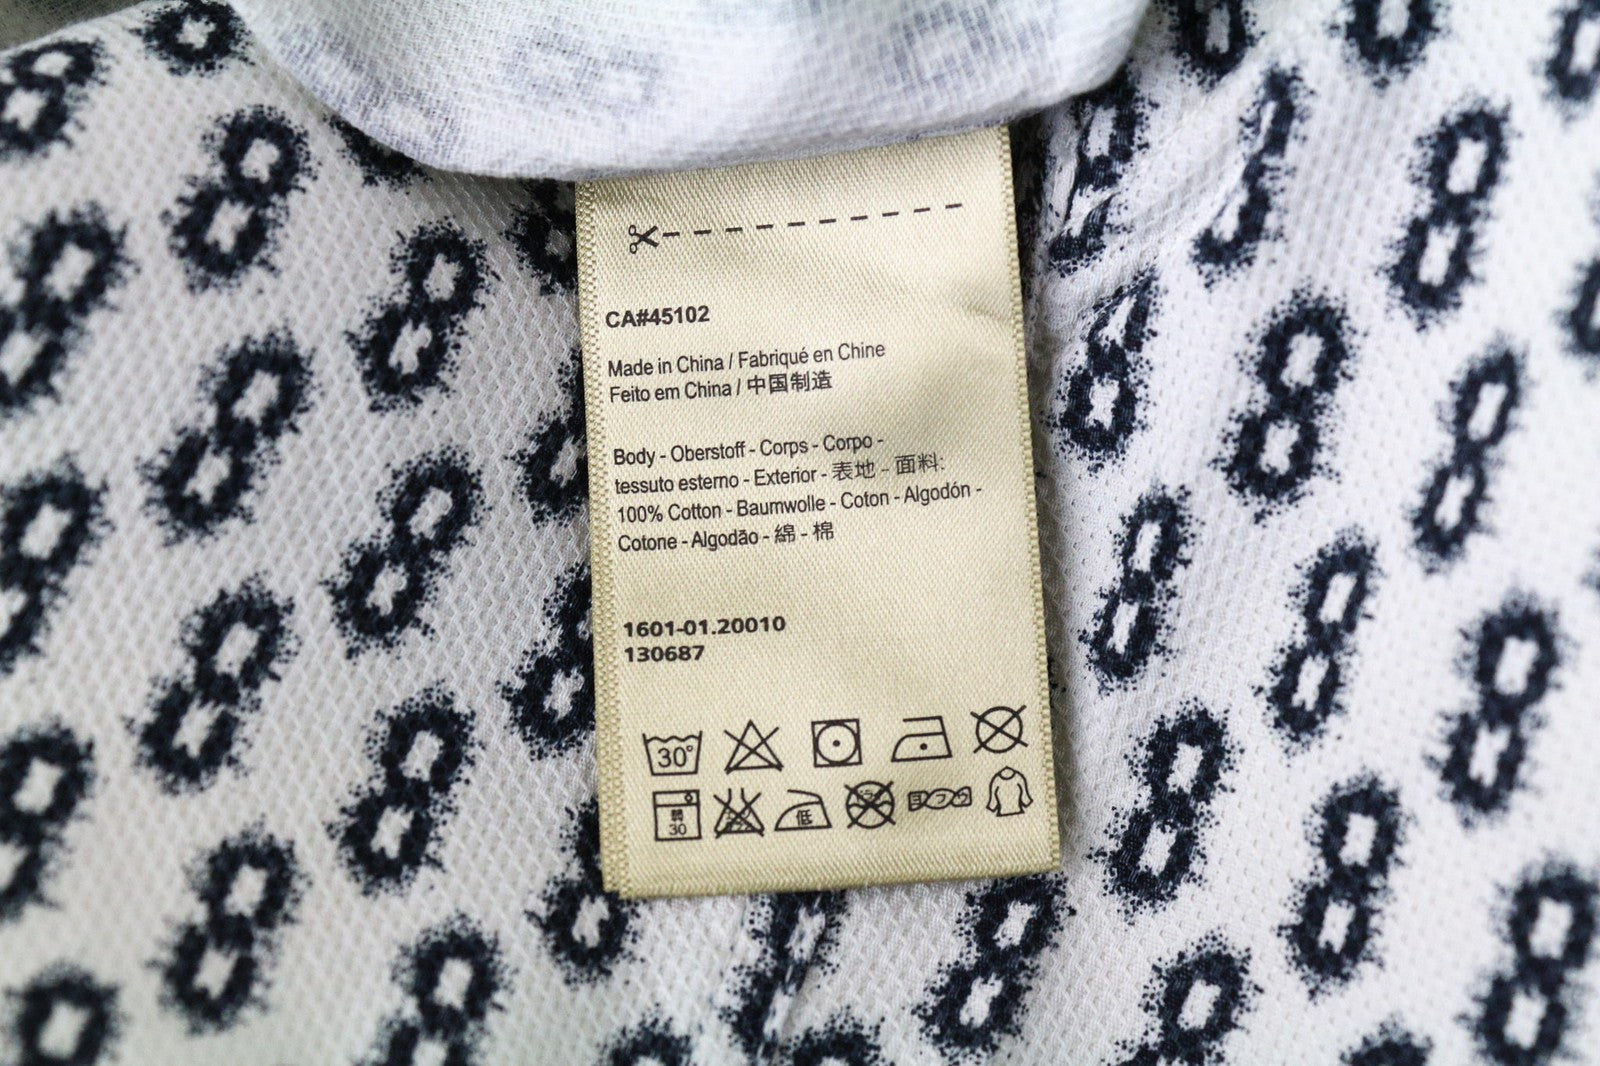 CA#45102
Made in China / Fabriqué en Chine
Feito em China / 中国制造
Body - Oberstoff - Corps - Corpo -
tessuto esterno - Exterior - 表地 - 面料:
100% Cotton - Baumwolle - Coton - Algodón -
Cotone - Algodão - 綿 - 棉
1601-01.20010
130687
30°
弱
30
低